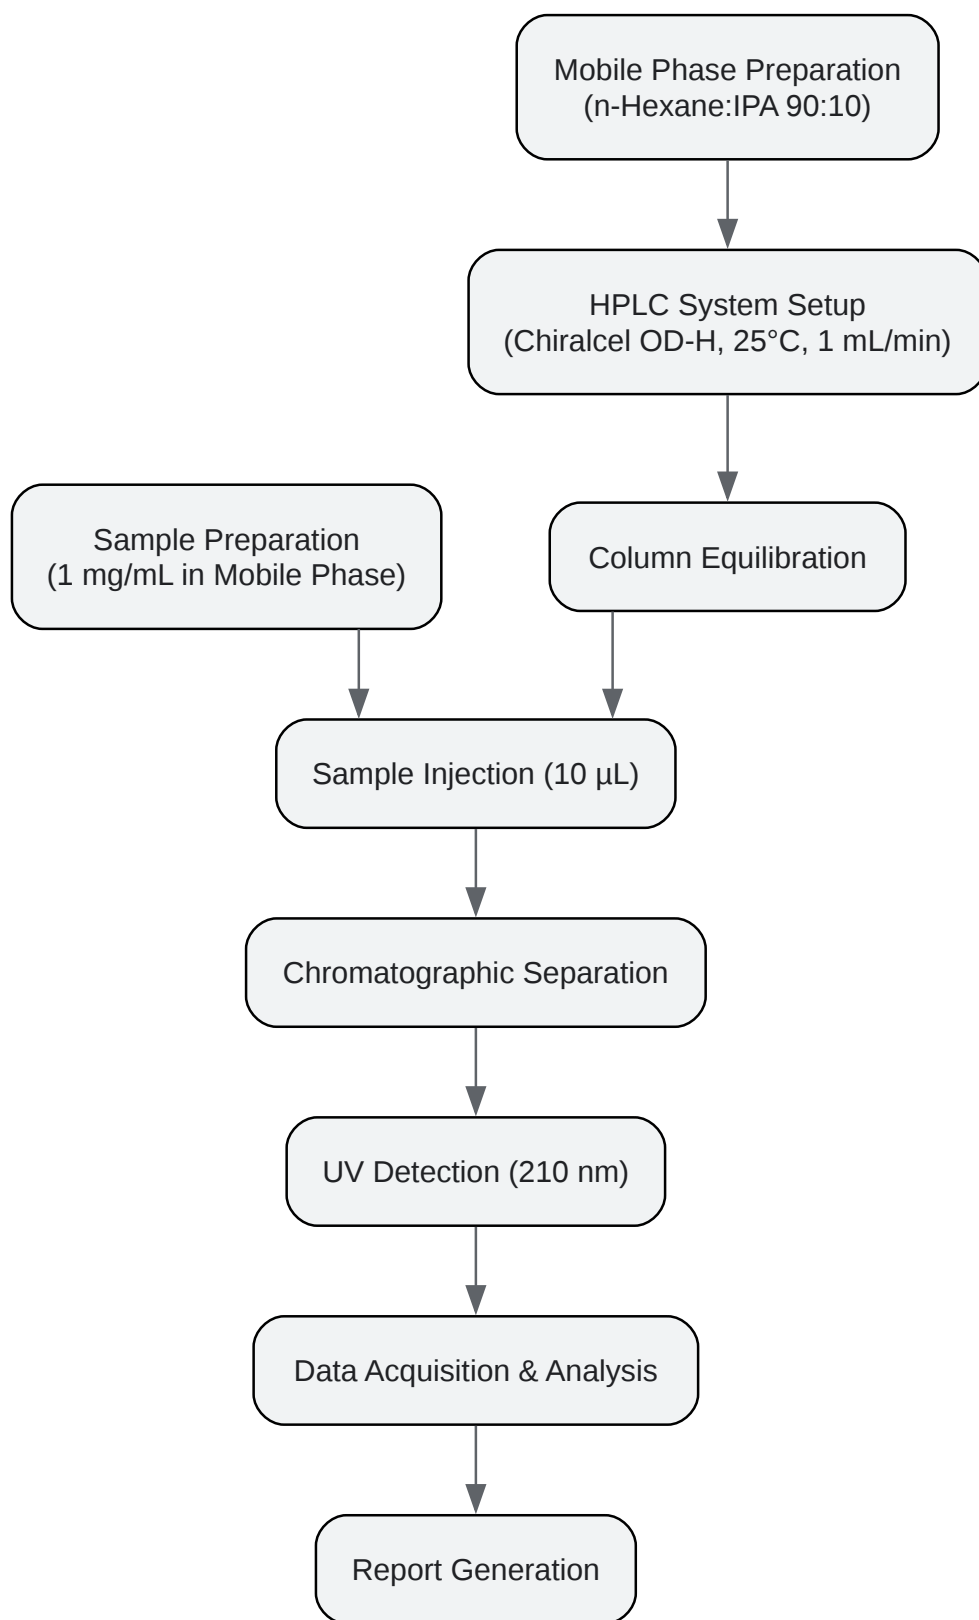 Mobile Phase Preparation
(n-Hexane:IPA 90:10)
HPLC System Setup
(Chiralcel OD-H, 25°C, 1 mL/min)
Sample Preparation
(1 mg/mL in Mobile Phase)
Column Equilibration
Sample Injection (10 µL)
Chromatographic Separation
UV Detection (210 nm)
Data Acquisition & Analysis
Report Generation